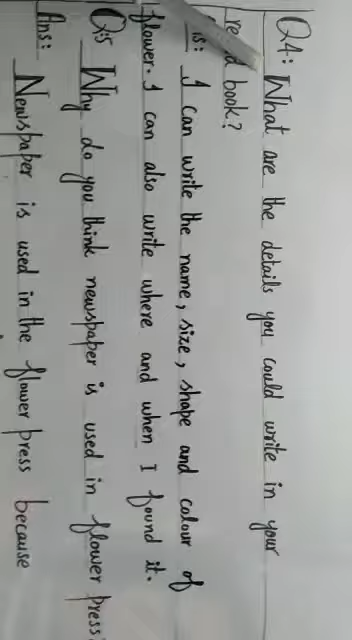 Q4: What are the details you could write in your
book?
I can write the name, size, shape and colour of
flower. I can also write where and when I found it.
Q:5 Why do you think newspaper is used in flower press
Ans: Newspaper is used in the flower press because